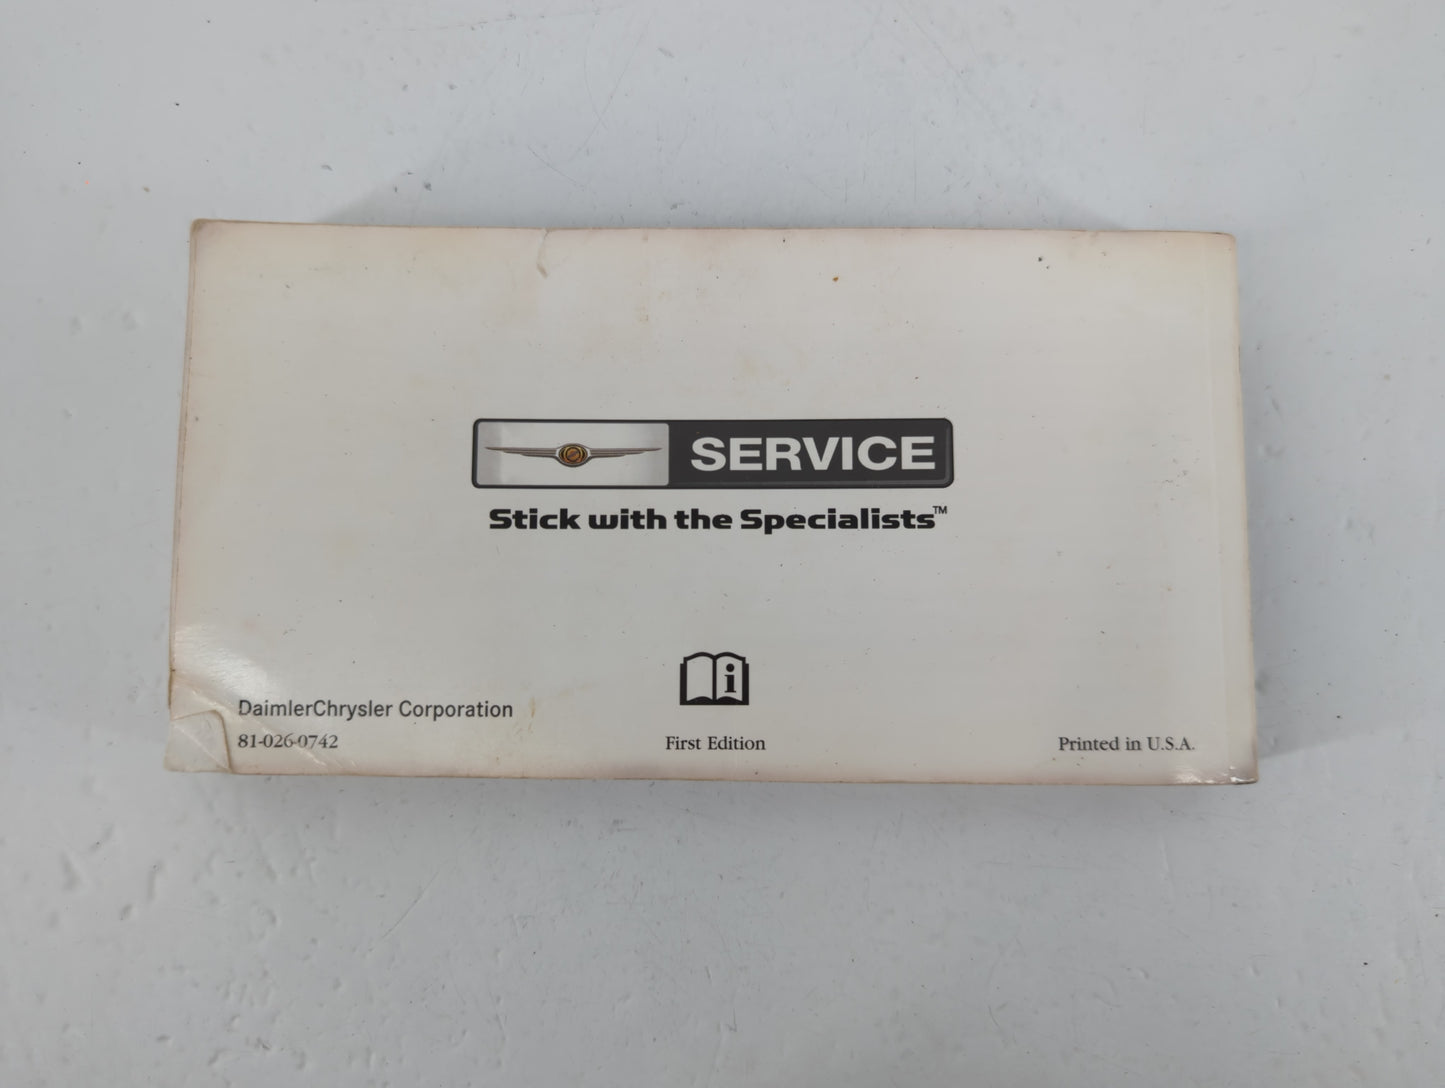 SERVICE
Stick with the Specialists™
i
DaimlerChrysler Corporation
81-026-0742
First Edition
Printed in U.S.A.